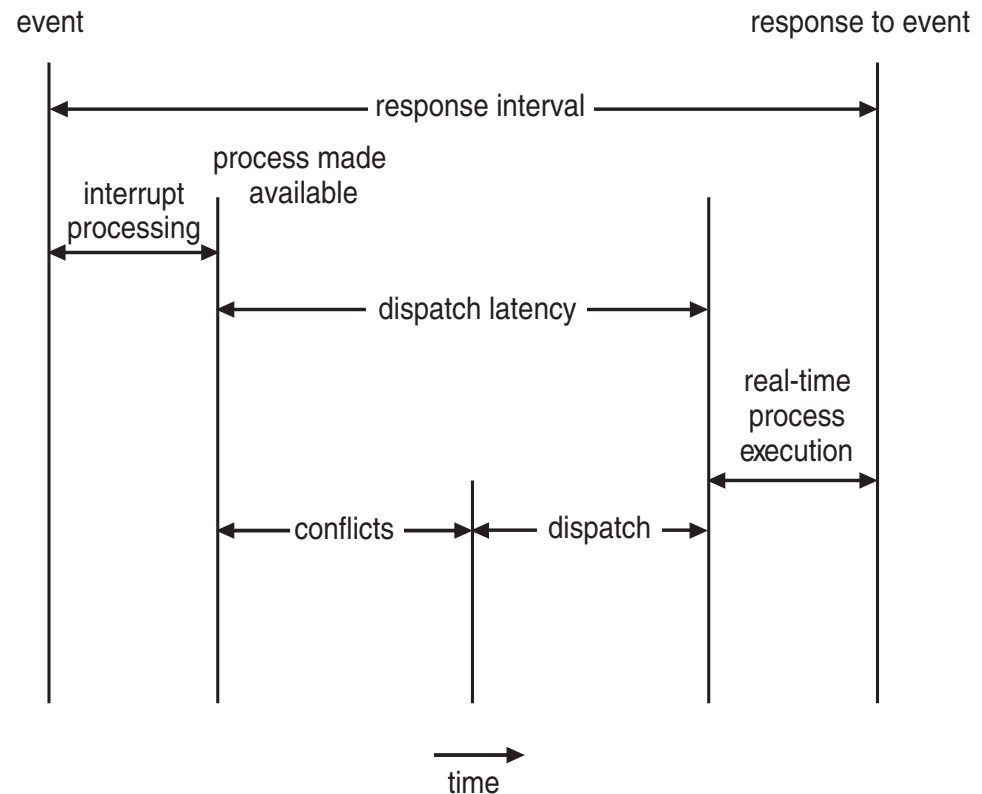 event
response to event
response interval
process made
available
interrupt
processing
dispatch latency
real-time
process
execution
conflicts
dispatch
time